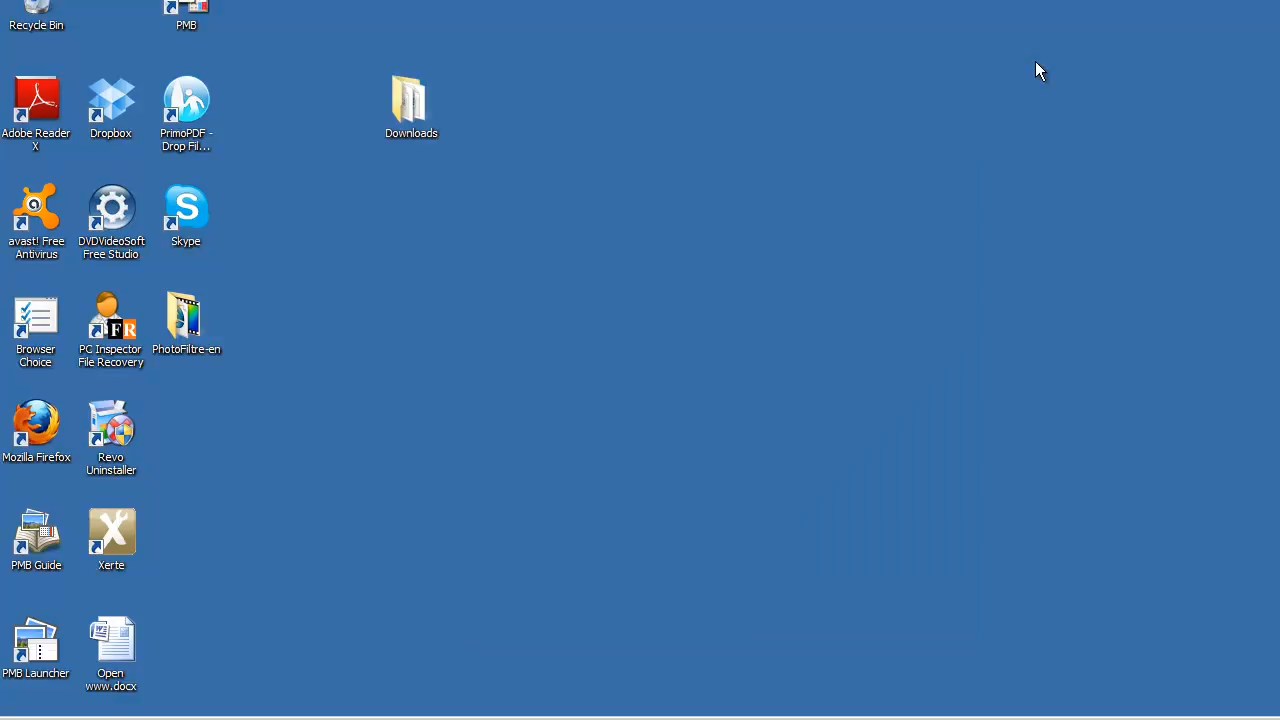 Recycle Bin
PMB
Adobe Reader
X
Dropbox
PrimoPDF -
Drop Fil...
Downloads
avast! Free
Antivirus
DVDVideoSoft
Free Studio
S
Skype
Browser
Choice
FR
PC Inspector
File Recovery
PhotoFiltre-en
Mozilla Firefox
Revo
Uninstaller
PMB Guide
X
Xerte
PMB Launcher
W
Open
www.docx